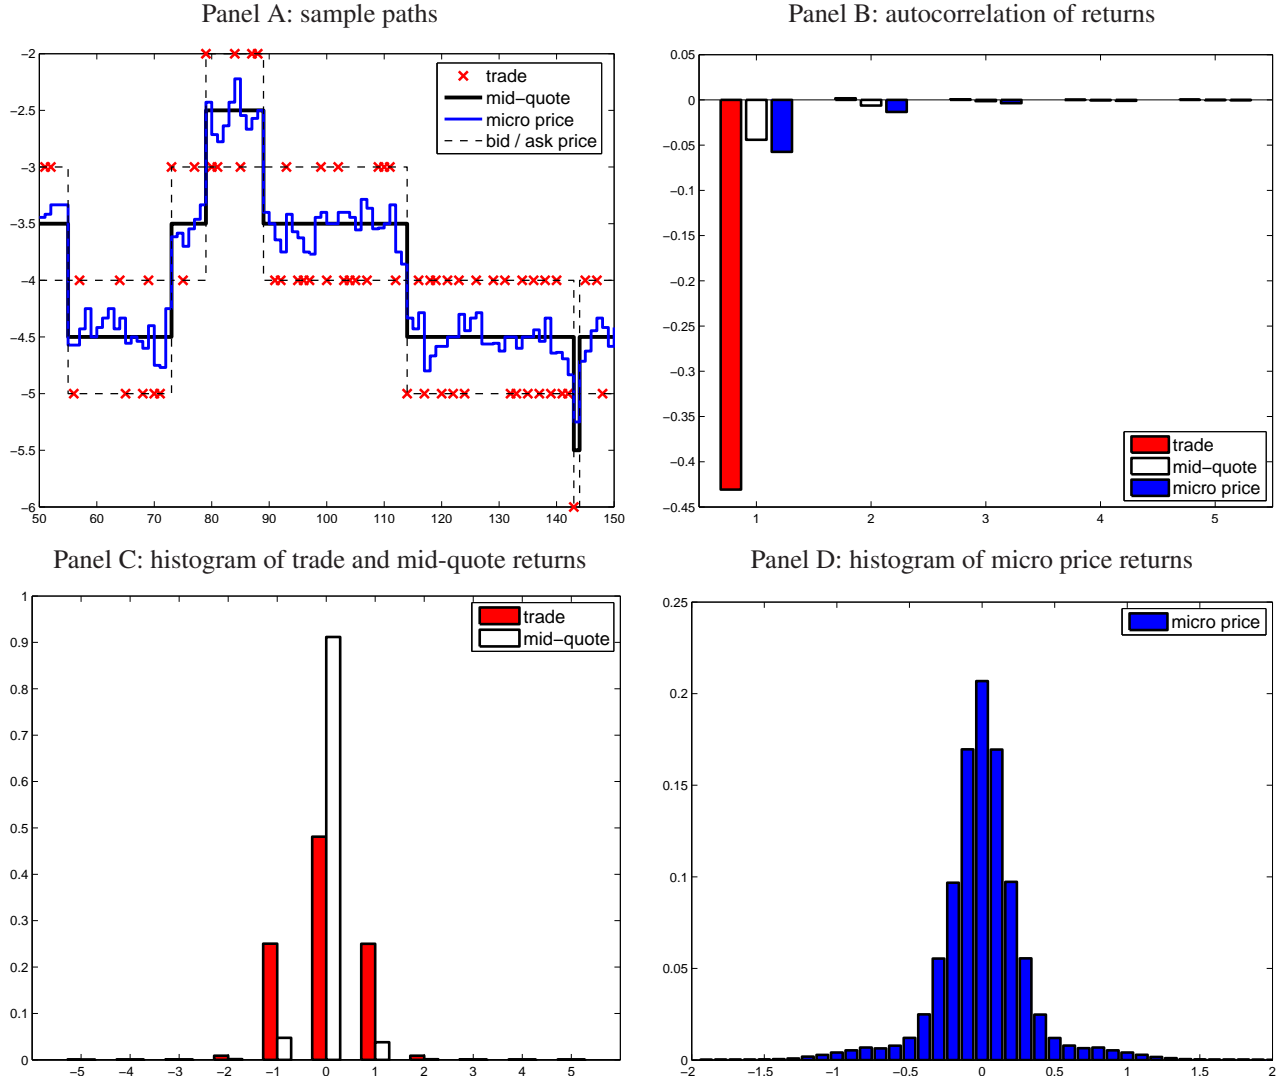 Panel A: sample paths
−2
−2.5
−3
−3.5
−4
−4.5
−5
−5.5
−6
50 60 70 80 90 100 110 120 130 140 150
trade
mid−quote
micro price
bid / ask price
Panel B: autocorrelation of returns
0.05
0
−0.05
−0.1
−0.15
−0.2
−0.25
−0.3
−0.35
−0.4
−0.45
1 2 3 4 5
trade
mid−quote
micro price
Panel C: histogram of trade and mid-quote returns
1
0.9
0.8
0.7
0.6
0.5
0.4
0.3
0.2
0.1
0
−5 −4 −3 −2 −1 0 1 2 3 4 5
trade
mid−quote
Panel D: histogram of micro price returns
0.25
0.2
0.15
0.1
0.05
0
−2 −1.5 −1 −0.5 0 0.5 1 1.5 2
micro price